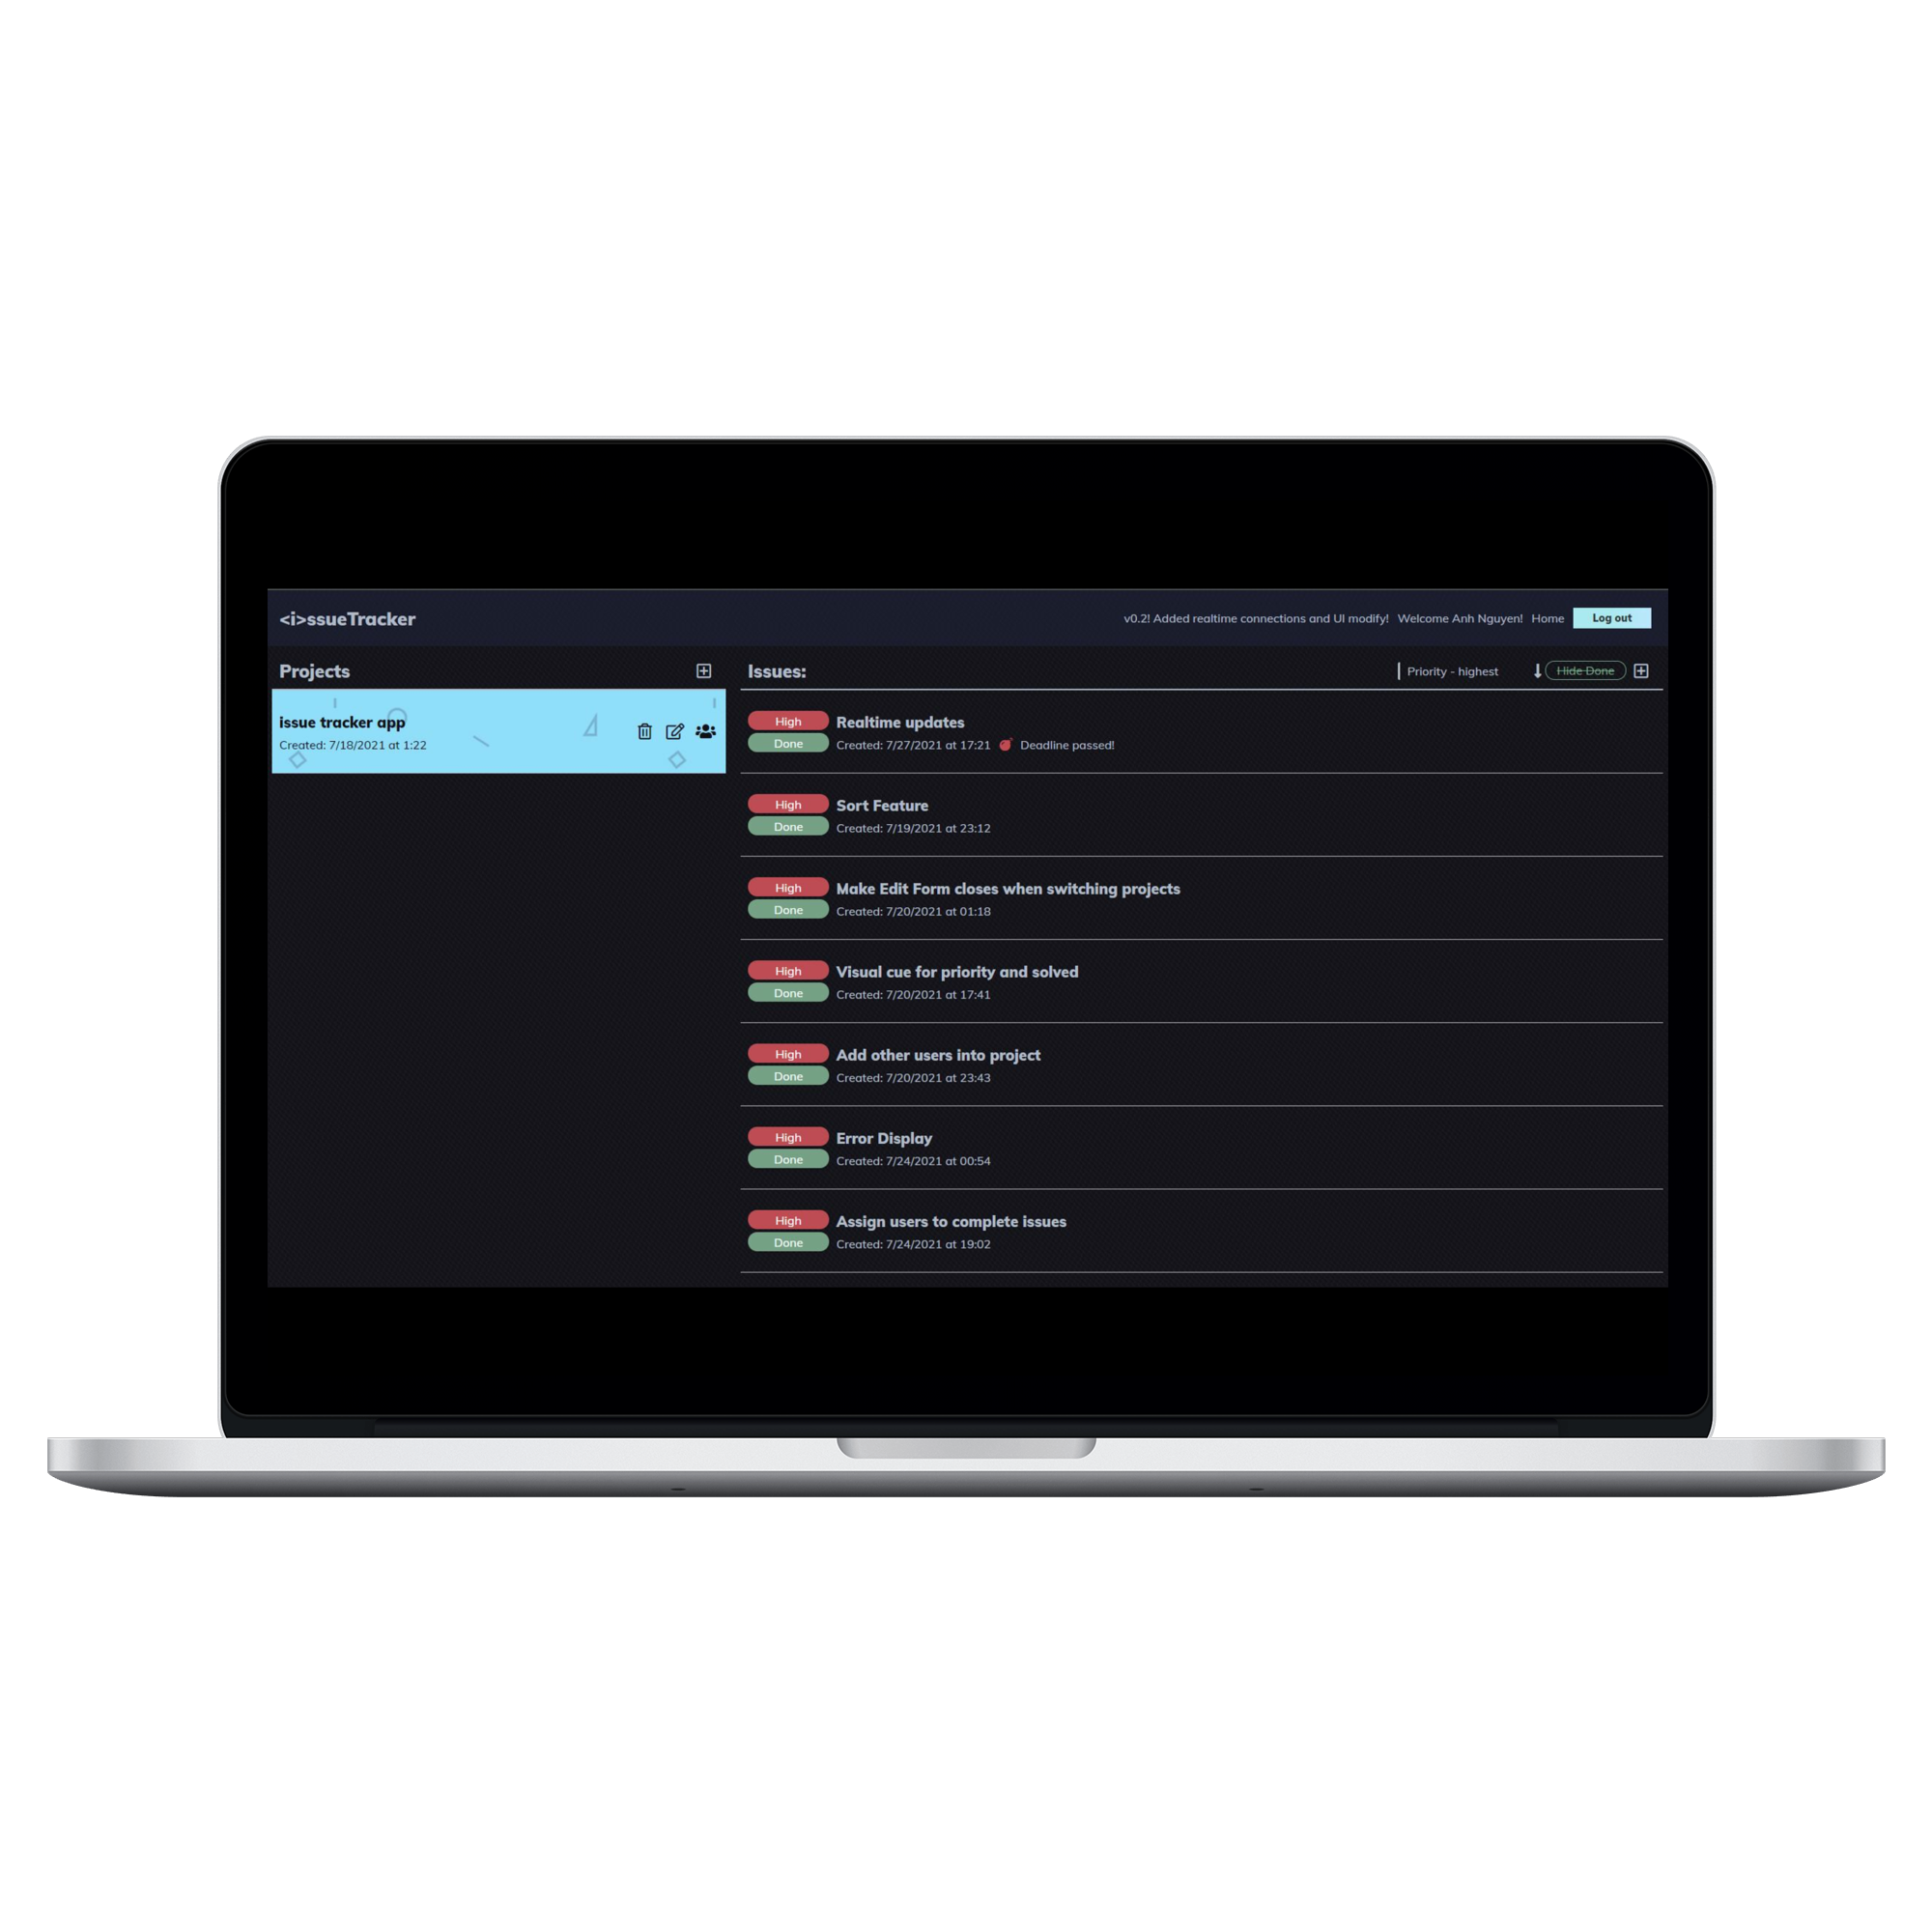 <i>ssueTracker
v0.2! Added realtime connections and UI modify! Welcome Anh Nguyen! Home Log out
Projects
issue tracker app
Created: 7/18/2021 at 1:22
Issues:
Priority - highest
Hide Done
High
Done
Realtime updates
Created: 7/27/2021 at 17:21 Deadline passed!
High
Done
Sort Feature
Created: 7/19/2021 at 23:12
High
Done
Make Edit Form closes when switching projects
Created: 7/20/2021 at 01:18
High
Done
Visual cue for priority and solved
Created: 7/20/2021 at 17:41
High
Done
Add other users into project
Created: 7/20/2021 at 23:43
High
Done
Error Display
Created: 7/24/2021 at 00:54
High
Done
Assign users to complete issues
Created: 7/24/2021 at 19:02